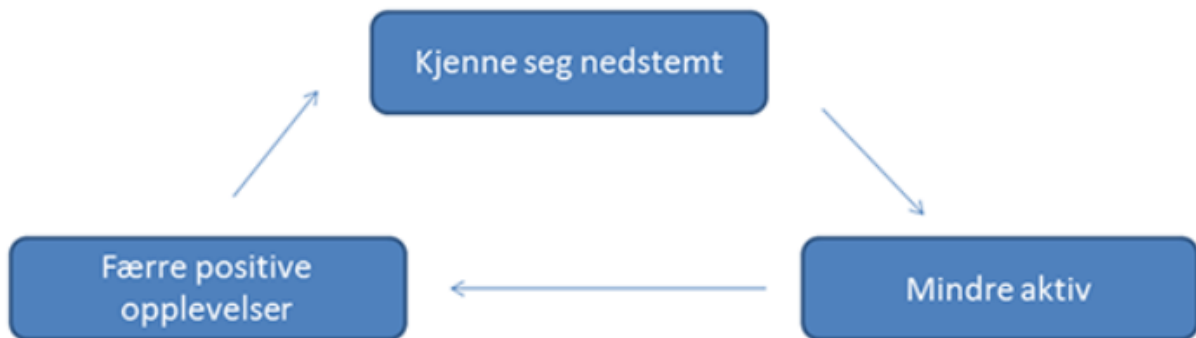 Kjenne seg nedstemt
Færre positive
opplevelser
Mindre aktiv